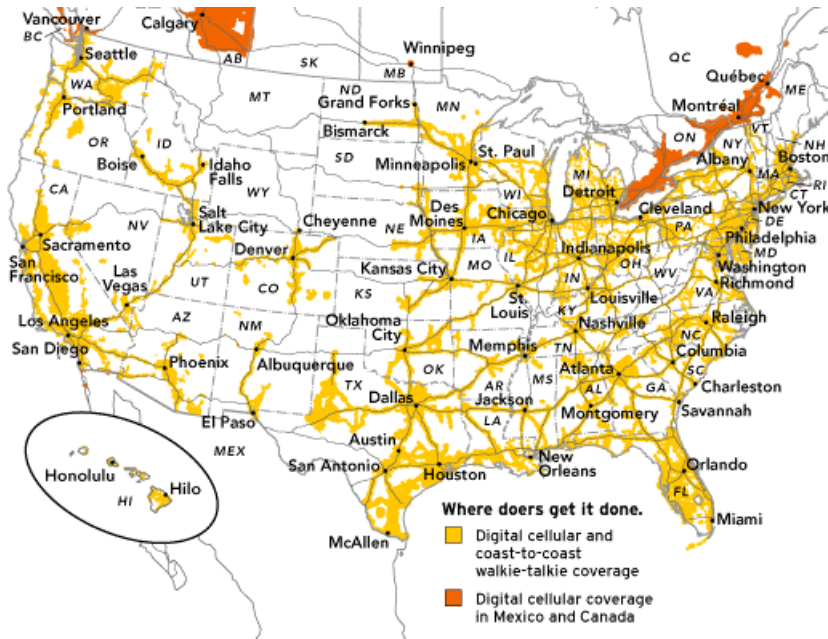 Vancouver
BC
Calgary
AB
SK
Winnipeg
MB
QC
Québec
ME
Montréal
ON
VT
NH
Seattle
WA
Portland
MT
ND
Grand Forks
MN
Bismarck
OR
ID
Boise
Idaho
Falls
SD
Minneapolis
St. Paul
WI
MI
Detroit
NY
Albany
Boston
MA
RI
CT
CA
WY
NV
Salt
Lake City
Cheyenne
NE
Des
Moines
IA
Chicago
Cleveland
PA
New York
DE
Philadelphia
MD
Sacramento
San
Francisco
Denver
UT
CO
Kansas City
MO
IL
Indianapolis
IN
OH
WV
Washington
Richmond
VA
Las
Vegas
KS
St.
Louis
Louisville
KY
Los Angeles
San Diego
AZ
NM
Oklahoma
City
OK
Nashville
TN
Raleigh
NC
Phoenix
Albuquerque
TX
Memphis
AR
MS
Atlanta
AL
GA
Columbia
SC
Charleston
Savannah
El Paso
MEX
Dallas
Jackson
LA
Montgomery
Austin
San Antonio
Houston
New
Orleans
Orlando
FL
Miami
McAllen
Honolulu
Hilo
HI
Where doers get it done.
Digital cellular and
coast-to-coast
walkie-talkie coverage
Digital cellular coverage
in Mexico and Canada